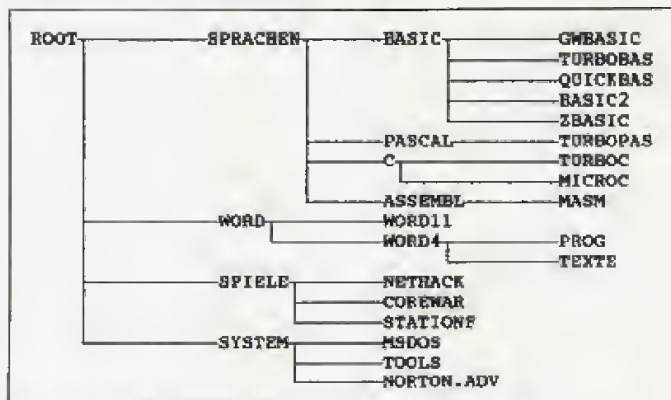 ROOT SPRACHEN BASIC GWBASIC
TURBOBAS
QUICKBAS
BASIC2
ZBASIC
PASCAL TURBOPAS
C TURBOC
MICROC
ASSEMBL MASM
WORD WORD11
WORD4 PROG
TEXTE
SPIELE NETHACK
COREWAR
STATIONF
SYSTEM MSDOS
TOOLS
NORTON.ADV